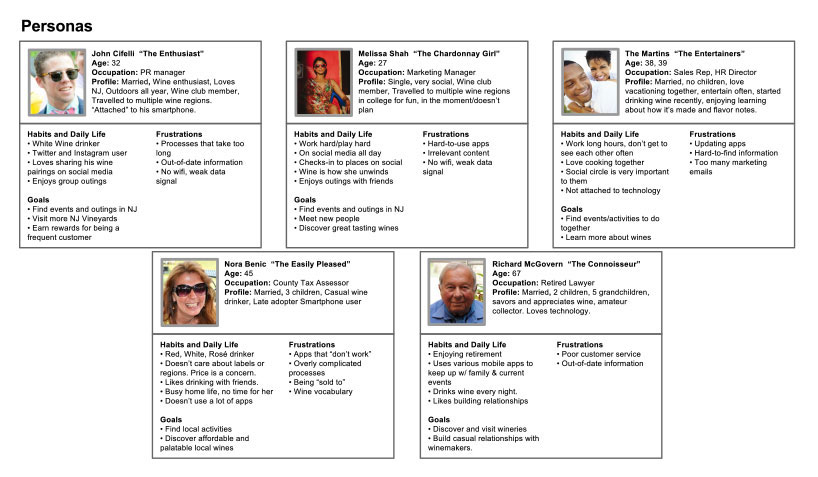 Personas
John Cifelli "The Enthusiast"
Age: 32
Occupation: PR manager
Profile: Married, Wine enthusiast, Loves
NJ, Outdoors all year, Wine club member,
Travelled to multiple wine regions.
"Attached" to his smartphone.
Habits and Daily Life
• White Wine drinker
• Twitter and Instagram user
• Loves sharing his wine
pairings on social media
• Enjoys group outings
Goals
• Find events and outings in NJ
• Visit more NJ Vineyards
• Earn rewards for being a
frequent customer
Frustrations
• Processes that take too
long
• Out-of-date information
• No wifi, weak data
signal
Melissa Shah "The Chardonnay Girl"
Age: 27
Occupation: Marketing Manager
Profile: Single, very social, Wine club
member, Travelled to multiple wine regions
in college for fun, in the moment/doesn't
plan
Habits and Daily Life
• Work hard/play hard
• On social media all day
• Checks-in to places on social
• Wine is how she unwinds
• Enjoys outings with friends
Goals
• Find events and outings in NJ
• Meet new people
• Discover great tasting wines
Frustrations
• Hard-to-use apps
• Irrelevant content
• No wifi, weak data
signal
The Martins "The Entertainers"
Age: 38, 39
Occupation: Sales Rep, HR Director
Profile: Married, no children, love
vacationing together, entertain often, started
drinking wine recently, enjoying learning
about how it's made and flavor notes.
Habits and Daily Life
• Work long hours, don't get to
see each other often
• Love cooking together
• Social circle is very important
to them
• Not attached to technology
Goals
• Find events/activities to do
together
• Learn more about wines
Frustrations
• Updating apps
• Hard-to-find information
• Too many marketing
emails
Nora Benic "The Easily Pleased"
Age: 45
Occupation: County Tax Assessor
Profile: Married, 3 children, Casual wine
drinker, Late adopter Smartphone user
Habits and Daily Life
• Red, White, Rosé drinker
• Doesn't care about labels or
regions. Price is a concern.
• Likes drinking with friends.
• Busy home life, no time for her
• Doesn't use a lot of apps
Goals
• Find local activities
• Discover affordable and
palatable local wines
Frustrations
• Apps that "don't work"
• Overly complicated
processes
• Being "sold to"
• Wine vocabulary
Richard McGovern "The Connoisseur"
Age: 67
Occupation: Retired Lawyer
Profile: Married, 2 children, 5 grandchildren,
savors and appreciates wine, amateur
collector. Loves technology.
Habits and Daily Life
• Enjoying retirement
• Uses various mobile apps to
keep up w/ family & current
events
• Drinks wine every night.
• Likes building relationships
Goals
• Discover and visit wineries
• Build casual relationships with
winemakers.
Frustrations
• Poor customer service
• Out-of-date information